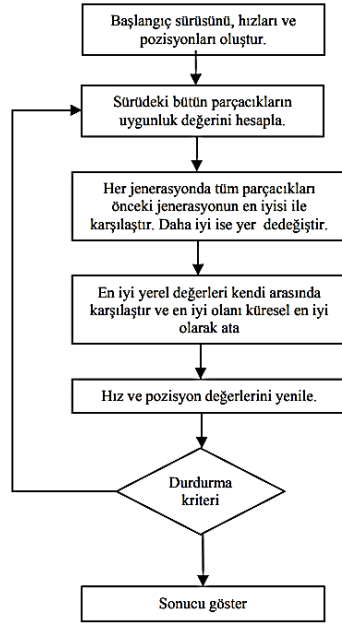 Başlangıç sürüsünü, hızları ve
pozisyonları oluştur.
Sürüdeki bütün parçacıkların
uygunluk değerini hesapla.
Her jenerasyonda tüm parçacıkları
önceki jenerasyonun en iyisi ile
karşılaştır. Daha iyi ise yer dedeğiştir.
En iyi yerel değerleri kendi arasında
karşılaştır ve en iyi olanı küresel en iyi
olarak ata
Hız ve pozisyon değerlerini yenile.
Durdurma
kriteri
Sonucu göster